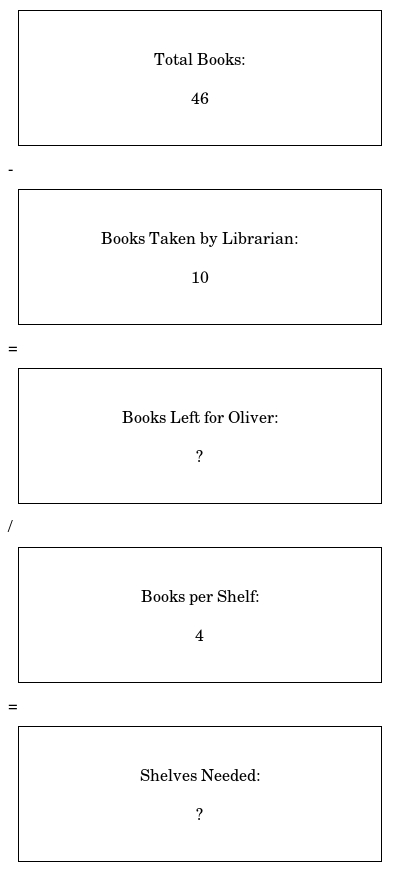 Total Books:
46
-
Books Taken by Librarian:
10
=
Books Left for Oliver:
?
/
Books per Shelf:
4
=
Shelves Needed:
?